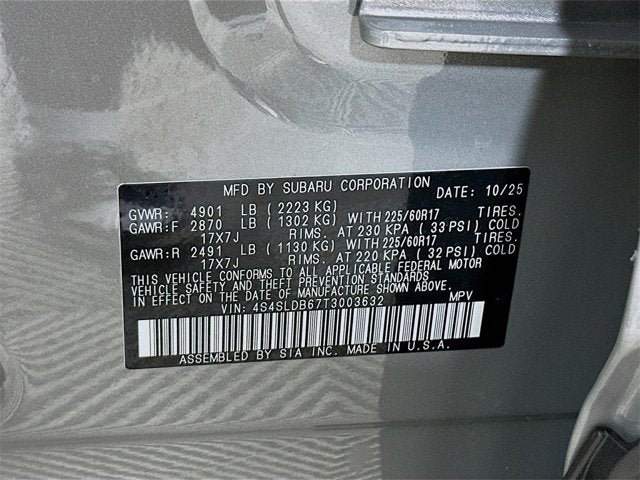 MFD BY SUBARU CORPORATION DATE: 10/25
GVWR: 4901 LB (2223 KG)
GAWR:F 2870 LB (1302 KG) WITH 225/60R17 TIRES.
17X7J RIMS. AT 230 KPA (33 PSI) COLD
GAWR:R 2491 LB (1130 KG) WITH 225/60R17 TIRES.
17X7J RIMS. AT 220 KPA (32 PSI) COLD
THIS VEHICLE CONFORMS TO ALL APPLICABLE FEDERAL MOTOR
VEHICLE SAFETY AND THEFT PREVENTION STANDARDS
IN EFFECT ON THE DATE OF MANUFACTURE SHOWN ABOVE.
VIN: 4S4SLDB67T3003632 MPV
ASSEMBLED BY SIA INC. MADE IN U.S.A.